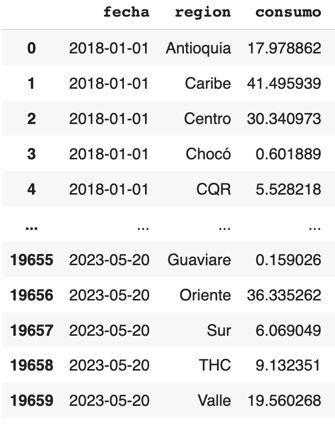 fecha region consumo
0 2018-01-01 Antioquia 17.978862
1 2018-01-01 Caribe 41.495939
2 2018-01-01 Centro 30.340973
3 2018-01-01 Chocó 0.601889
4 2018-01-01 CQR 5.528218
... ... ... ...
19655 2023-05-20 Guaviare 0.159026
19656 2023-05-20 Oriente 36.335262
19657 2023-05-20 Sur 6.069049
19658 2023-05-20 THC 9.132351
19659 2023-05-20 Valle 19.560268